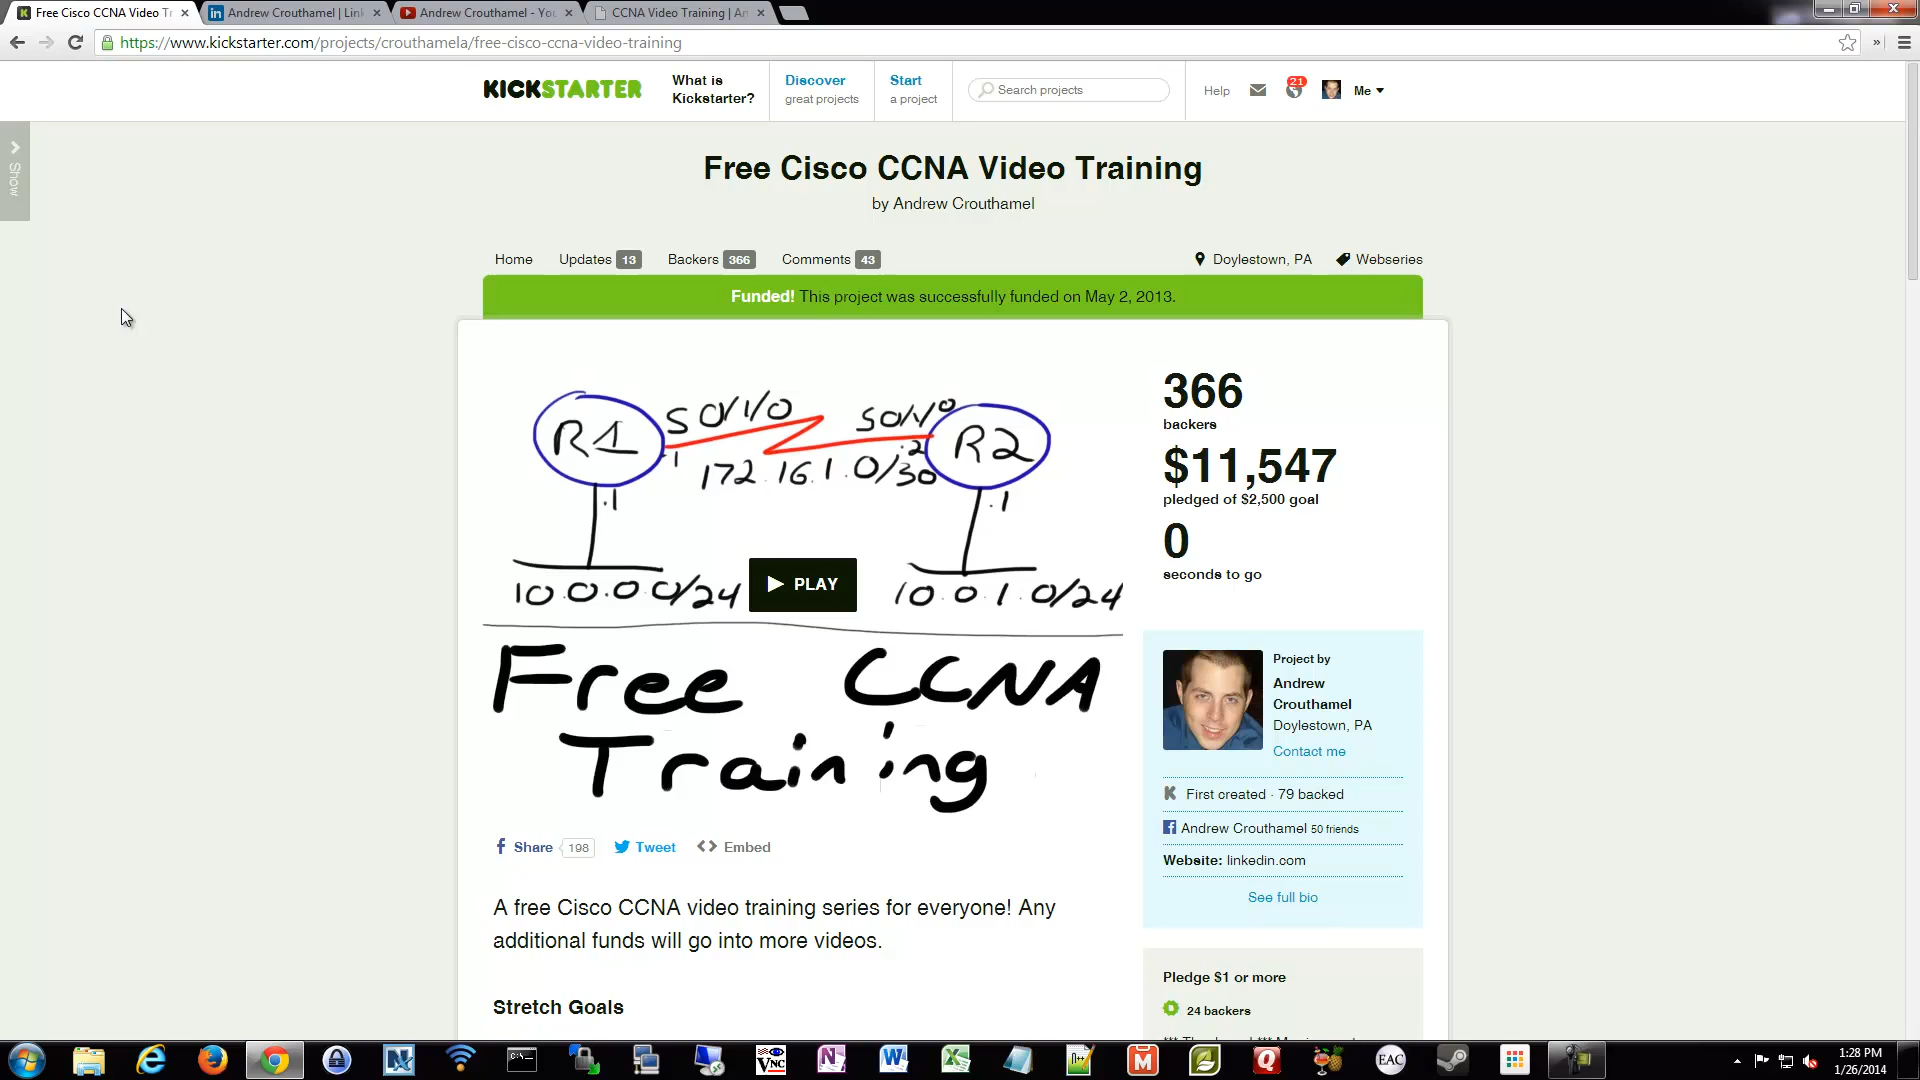 Free Cisco CCNA Video Tr
Andrew Crouthamel | Link
Andrew Crouthamel - You
CCNA Video Training | An
https://www.kickstarter.com/projects/crouthamela/free-cisco-ccna-video-training
KICKSTARTER
What is
Kickstarter?
Discover
great projects
Start
a project
Search projects
Help
21
Me
Show
Free Cisco CCNA Video Training
by Andrew Crouthamel
Home
Updates 13
Backers 366
Comments 43
Doylestown, PA
Webseries
Funded! This project was successfully funded on May 2, 2013.
R1
S 0/1/0
S0/1/0
R2
.1
172.16.1.0/30
.2
.1
.1
10.0.0.0/24
PLAY
10.0.1.0/24
Free CCNA
Training
366
backers
$11,547
pledged of $2,500 goal
0
seconds to go
Project by
Andrew
Crouthamel
Doylestown, PA
Contact me
First created · 79 backed
Andrew Crouthamel 50 friends
Website: linkedin.com
See full bio
Share 198
Tweet
Embed
A free Cisco CCNA video training series for everyone! Any
additional funds will go into more videos.
Stretch Goals
Pledge $1 or more
24 backers
VNC
EAC
1:28 PM
1/26/2014